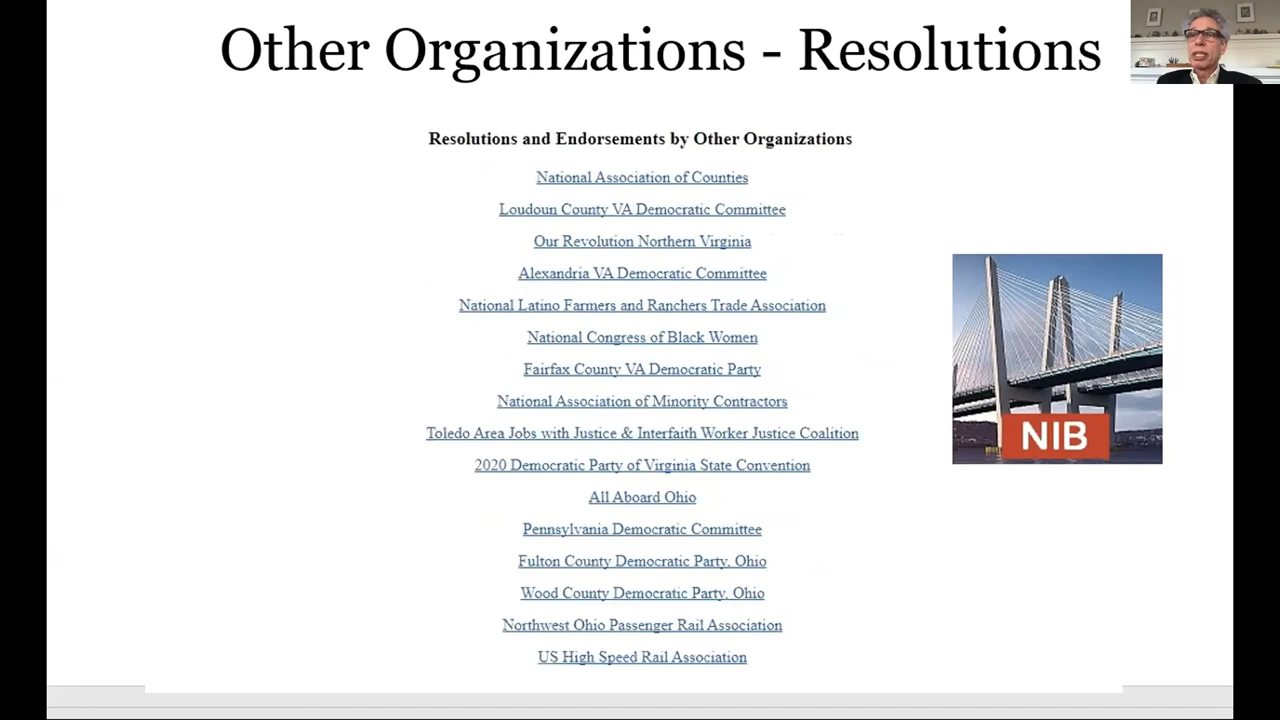 Other Organizations - Resolutions
Resolutions and Endorsements by Other Organizations
National Association of Counties
Loudoun County VA Democratic Committee
Our Revolution Northern Virginia
Alexandria VA Democratic Committee
National Latino Farmers and Ranchers Trade Association
National Congress of Black Women
Fairfax County VA Democratic Party
National Association of Minority Contractors
Toledo Area Jobs with Justice & Interfaith Worker Justice Coalition
2020 Democratic Party of Virginia State Convention
All Aboard Ohio
Pennsylvania Democratic Committee
Fulton County Democratic Party, Ohio
Wood County Democratic Party, Ohio
Northwest Ohio Passenger Rail Association
US High Speed Rail Association
NIB